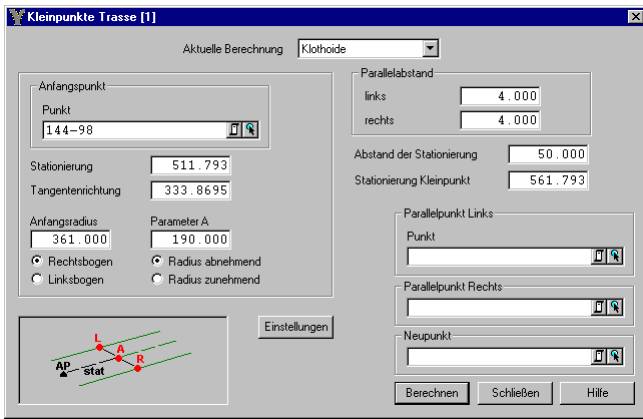 Kleinpunkte Trasse [1]
Aktuelle Berechnung Klothoide
Anfangspunkt
Punkt
144-98
Stationierung 511.793
Tangentenrichtung 333.8695
Anfangsradius Parameter A
361.000 190.000
Rechtsbogen Radius abnehmend
Linksbogen Radius zunehmend
Parallelabstand
links 4.000
rechts 4.000
Abstand der Stationierung 50.000
Stationierung Kleinpunkt 561.793
Parallelpunkt Links
Punkt
Parallelpunkt Rechts
Neupunkt
Einstellungen
L
A
R
AP
stat
Berechnen Schließen Hilfe